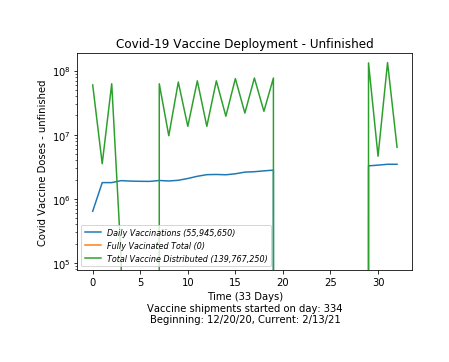 Covid-19 Vaccine Deployment - Unfinished
Covid Vaccine Doses - unfinished
10⁸
10⁷
10⁶
10⁵
Daily Vaccinations (55,945,650)
Fully Vacinated Total (0)
Total Vaccine Distributed (139,767,250)
0 5 10 15 20 25 30
Time (33 Days)
Vaccine shipments started on day: 334
Beginning: 12/20/20, Current: 2/13/21